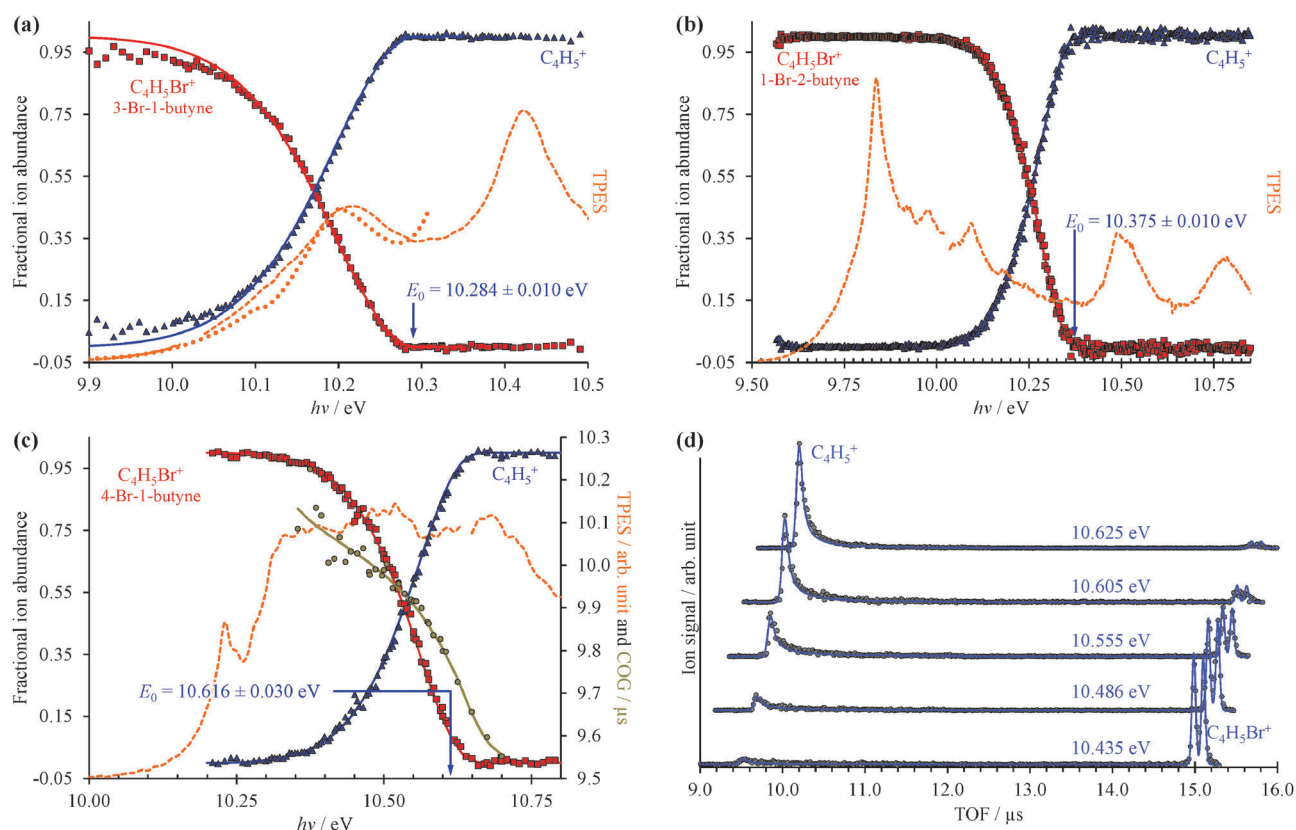 (a)
Fractional ion abundance
0.95
0.75
0.55
0.35
0.15
-0.05
C₄H₅Br⁺
3-Br-1-butyne
C₄H₅⁺
TPES
E₀ = 10.284 ± 0.010 eV
9.9
10.0
10.1
10.2
10.3
10.4
10.5
hν / eV
(b)
Fractional ion abundance
0.95
0.75
0.55
0.35
0.15
-0.05
C₄H₅Br⁺
1-Br-2-butyne
C₄H₅⁺
TPES
E₀ = 10.375 ± 0.010 eV
9.50
9.75
10.00
10.25
10.50
10.75
hν / eV
(c)
Fractional ion abundance
0.95
0.75
0.55
0.35
0.15
-0.05
C₄H₅Br⁺
4-Br-1-butyne
C₄H₅⁺
E₀ = 10.616 ± 0.030 eV
10.3
10.2
10.1
10.0
9.9
9.8
9.7
9.6
9.5
TPES / arb. unit and COG / µs
10.00
10.25
10.50
10.75
hν / eV
(d)
Ion signal / arb. unit
C₄H₅⁺
10.625 eV
10.605 eV
10.555 eV
10.486 eV
10.435 eV
C₄H₅Br⁺
9.0
10.0
11.0
12.0
13.0
14.0
15.0
16.0
TOF / µs